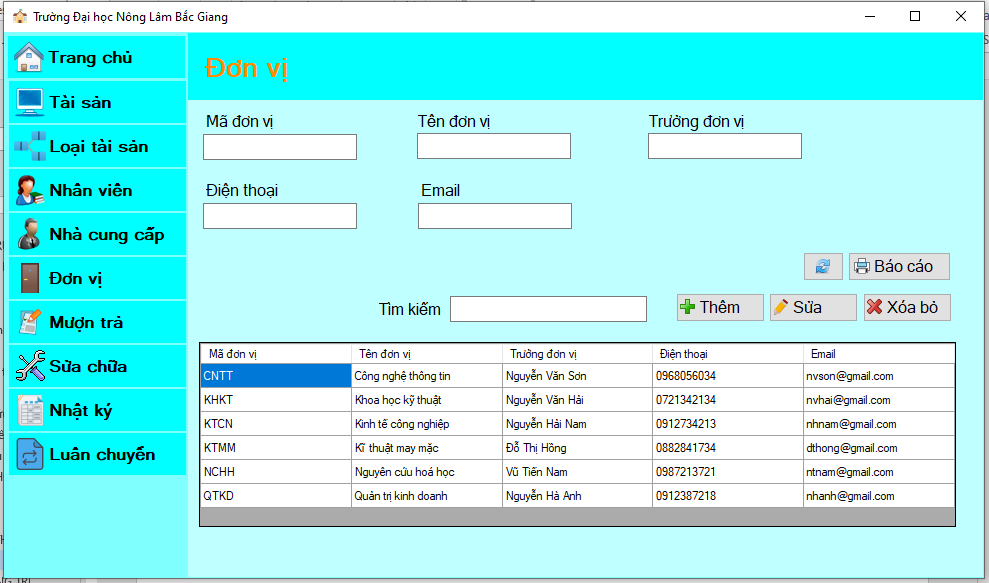 Trường Đại học Nông Lâm Bắc Giang
Trang chủ
Tài sản
Loại tài sản
Nhân viên
Nhà cung cấp
Đơn vị
Mượn trả
Sửa chữa
Nhật ký
Luân chuyển
Đơn vị
Mã đơn vị Tên đơn vị Trưởng đơn vị
Điện thoại Email
Báo cáo
Tìm kiếm Thêm Sửa Xóa bỏ
Mã đơn vị Tên đơn vị Trưởng đơn vị Điện thoại Email
CNTT Công nghệ thông tin Nguyễn Văn Sơn 0968056034 nvson@gmail.com
KHKT Khoa học kỹ thuật Nguyễn Văn Hải 0721342134 nvhai@gmail.com
KTCN Kinh tế công nghiệp Nguyễn Hải Nam 0912734213 nhnam@gmail.com
KTMM Kĩ thuật may mặc Đỗ Thị Hồng 0882841734 dthong@gmail.com
NCHH Nguyên cứu hoá học Vũ Tiến Nam 0987213721 ntnam@gmail.com
QTKD Quản trị kinh doanh Nguyễn Hà Anh 0912387218 nhanh@gmail.com